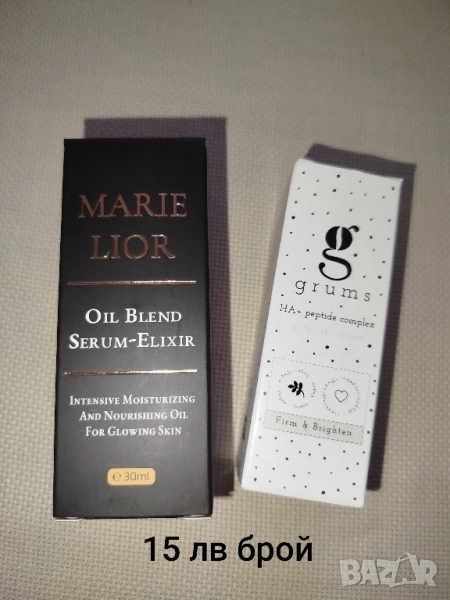 MARIE
LIOR
OIL BLEND
SERUM-ELIXIR
INTENSIVE MOISTURIZING
AND NOURISHING OIL
FOR GLOWING SKIN
℮ 30ml
g
grums
HA+ peptide complex
Firm & Brighten
15 лв брой
BAZAR